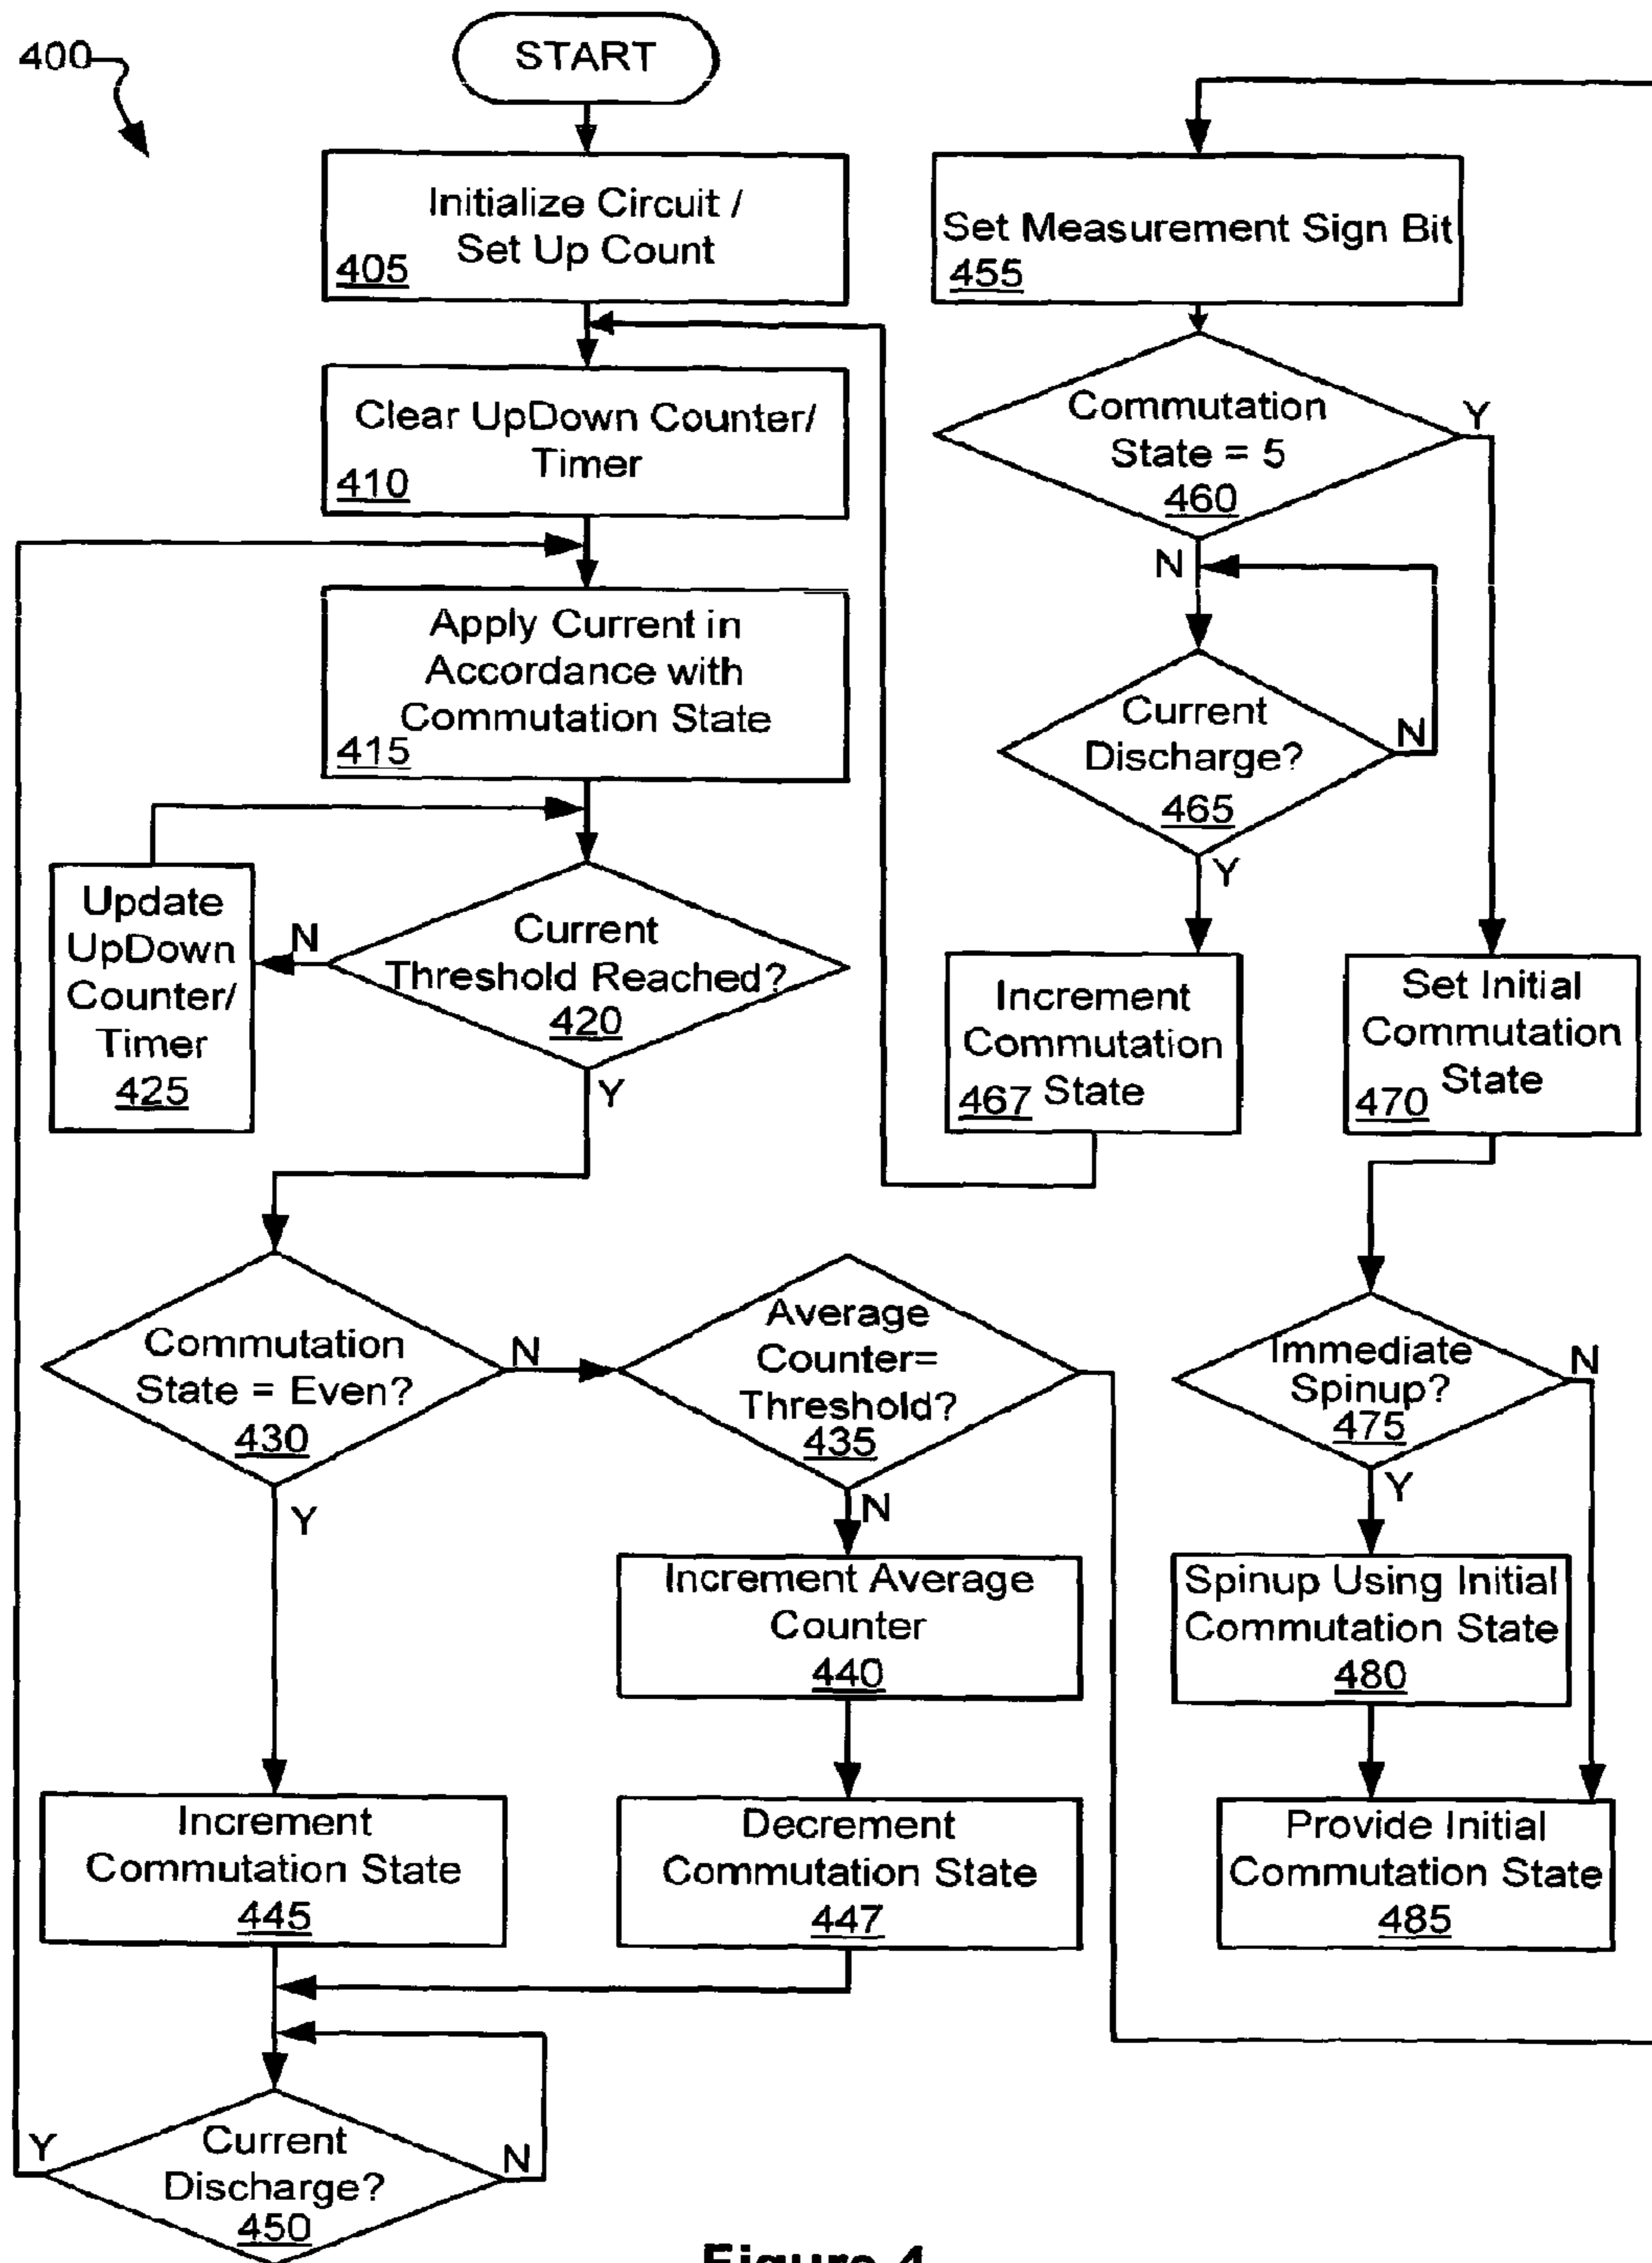 400
START
Initialize Circuit /
Set Up Count
405
Clear UpDown Counter/
Timer
410
Apply Current in
Accordance with
Commutation State
415
Current
Threshold Reached?
420
N
Y
Update
UpDown
Counter/
Timer
425
Commutation
State = Even?
430
N
Y
Average
Counter=
Threshold?
435
N
Increment Average
Counter
440
Increment
Commutation State
445
Decrement
Commutation State
447
Current
Discharge?
450
Y
N
Set Measurement Sign Bit
455
Commutation
State = 5
460
Y
N
Current
Discharge?
465
N
Y
Increment
Commutation
467 State
Set Initial
Commutation
470 State
Immediate
Spinup?
475
N
Y
Spinup Using Initial
Commutation State
480
Provide Initial
Commutation State
485
Figure 4